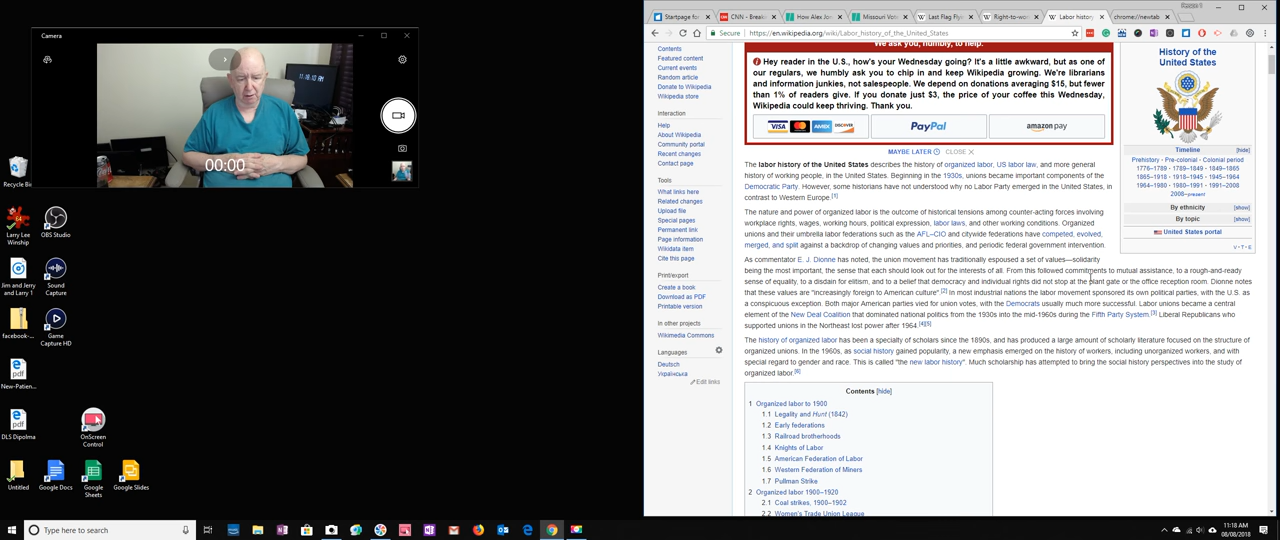 Camera
11:18:10 AM
00:00
Recycle Bin
Larry Lee
Winship
OBS Studio
Jim and Jerry
and Larry 1
Sound
Capture
facebook-...
Game
Capture HD
New-Patien...
DLS Dipolma
OnScreen
Control
Untitled
Google Docs
Google
Sheets
Google Slides
Type here to search
Startpage for
CNN - Breaki
How Alex Jon
Missouri Vot
Last Flag Flyin
Right-to-wor
Labor history
chrome://newtab
Secure
https://en.wikipedia.org/wiki/Labor_history_of_the_United_States
Contents
Featured content
Current events
Random article
Donate to Wikipedia
Wikipedia store
Interaction
Help
About Wikipedia
Community portal
Recent changes
Contact page
Tools
What links here
Related changes
Upload file
Special pages
Permanent link
Page information
Wikidata item
Cite this page
Print/export
Create a book
Download as PDF
Printable version
In other projects
Wikimedia Commons
Languages
Deutsch
Українська
Edit links
We ask you, humbly, to help.
Hey reader in the U.S., how's your Wednesday going? It's a little awkward, but as one of
our regulars, we humbly ask you to chip in and keep Wikipedia growing. We're librarians
and information junkies, not salespeople. We depend on donations averaging $15, but fewer
than 1% of readers give. If you donate just $3, the price of your coffee this Wednesday,
Wikipedia could keep thriving. Thank you.
VISA AMEX DISCOVER
PayPal
amazon pay
MAYBE LATER CLOSE
The labor history of the United States describes the history of organized labor, US labor law, and more general
history of working people, in the United States. Beginning in the 1930s, unions became important components of the
Democratic Party. However, some historians have not understood why no Labor Party emerged in the United States, in
contrast to Western Europe.[1]
The nature and power of organized labor is the outcome of historical tensions among counter-acting forces involving
workplace rights, wages, working hours, political expression, labor laws, and other working conditions. Organized
unions and their umbrella labor federations such as the AFL–CIO and citywide federations have competed, evolved,
merged, and split against a backdrop of changing values and priorities, and periodic federal government intervention.
As commentator E. J. Dionne has noted, the union movement has traditionally espoused a set of values—solidarity
being the most important, the sense that each should look out for the interests of all. From this followed commitments to mutual assistance, to a rough-and-ready
sense of equality, to a disdain for elitism, and to a belief that democracy and individual rights did not stop at the plant gate or the office reception room. Dionne notes
that these values are "increasingly foreign to American culture".[2] In most industrial nations the labor movement sponsored its own political parties, with the U.S. as
a conspicuous exception. Both major American parties vied for union votes, with the Democrats usually much more successful. Labor unions became a central
element of the New Deal Coalition that dominated national politics from the 1930s into the mid-1960s during the Fifth Party System.[3] Liberal Republicans who
supported unions in the Northeast lost power after 1964.[4][5]
The history of organized labor has been a specialty of scholars since the 1890s, and has produced a large amount of scholarly literature focused on the structure of
organized unions. In the 1960s, as social history gained popularity, a new emphasis emerged on the history of workers, including unorganized workers, and with
special regard to gender and race. This is called "the new labor history". Much scholarship has attempted to bring the social history perspectives into the study of
organized labor.[6]
Contents [hide]
1 Organized labor to 1900
1.1 Legality and Hunt (1842)
1.2 Early federations
1.3 Railroad brotherhoods
1.4 Knights of Labor
1.5 American Federation of Labor
1.6 Western Federation of Miners
1.7 Pullman Strike
2 Organized labor 1900–1920
2.1 Coal strikes, 1900–1902
2.2 Women's Trade Union League
History of the
United States
Timeline [hide]
Prehistory · Pre-colonial · Colonial period
1776–1789 · 1789–1849 · 1849–1865
1865–1918 · 1918–1945 · 1945–1964
1964–1980 · 1980–1991 · 1991–2008
2008–present
By ethnicity [show]
By topic [show]
United States portal
V · T · E
11:18 AM
08/08/2018